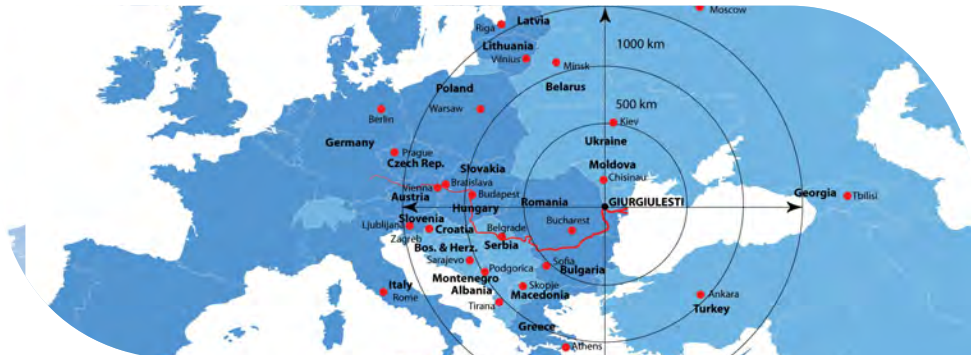 Moscow
Latvia
Riga
1000 km
Lithuania
Vilnius
Minsk
Poland
Belarus
Warsaw
500 km
Berlin
Kiev
Germany
Ukraine
Prague
Czech Rep.
Slovakia
Moldova
Chisinau
Bratislava
Vienna
Austria
Budapest
Georgia
Tbilisi
Hungary
Romania
GIURGIULESTI
Slovenia
Ljubljana
Croatia
Belgrade
Bucharest
Zagreb
Serbia
Bos. & Herz.
Sarajevo
Sofia
Podgorica
Bulgaria
Montenegro
Albania
Skopje
Italy
Rome
Macedonia
Ankara
Tirana
Turkey
Greece
Athens